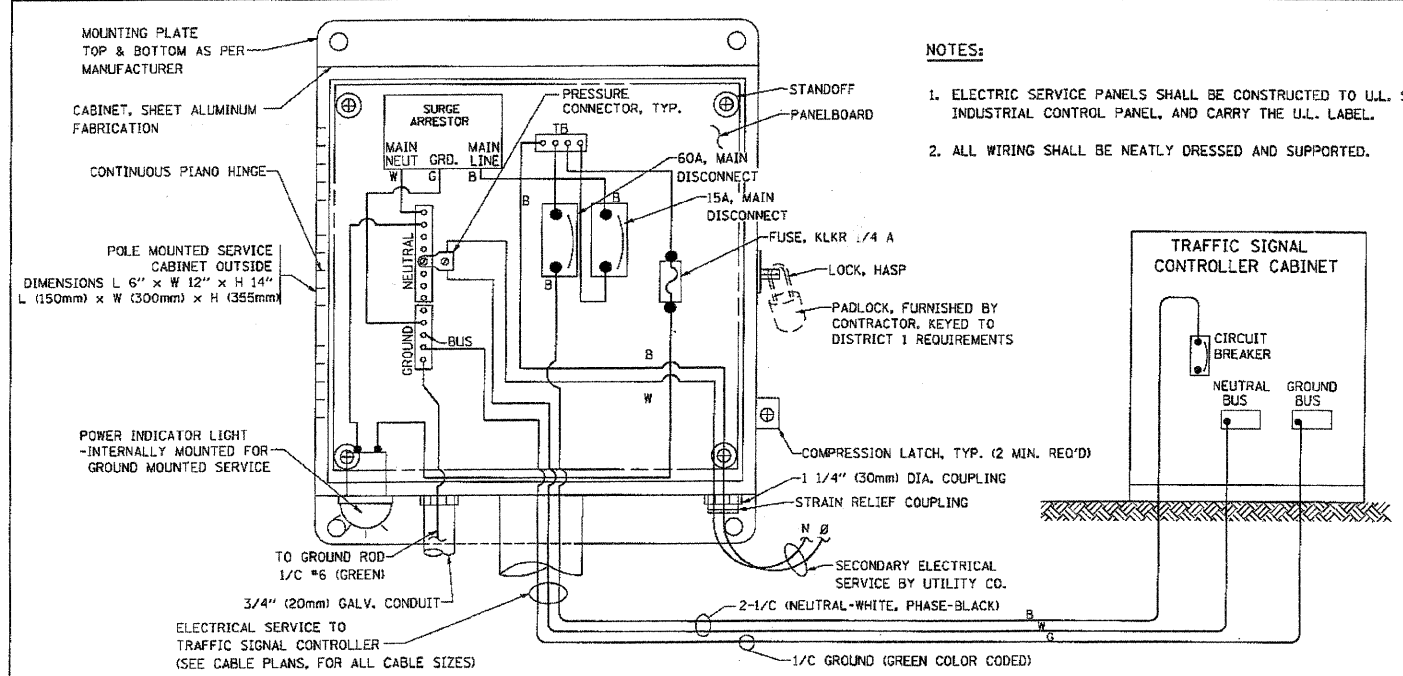 MOUNTING PLATE
TOP & BOTTOM AS PER
MANUFACTURER
CABINET, SHEET ALUMINUM
FABRICATION
CONTINUOUS PIANO HINGE
POLE MOUNTED SERVICE
CABINET OUTSIDE
DIMENSIONS L 6" x W 12" x H 14"
L (150mm) x W (300mm) x H (355mm)
POWER INDICATOR LIGHT
-INTERNALLY MOUNTED FOR
GROUND MOUNTED SERVICE
TO GROUND ROD
1/C #6 (GREEN)
3/4" (20mm) GALV. CONDUIT
ELECTRICAL SERVICE TO
TRAFFIC SIGNAL CONTROLLER
(SEE CABLE PLANS, FOR ALL CABLE SIZES)
SURGE
ARRESTOR
MAIN
NEUT
GRD.
MAIN
LINE
W
G
B
NEUTRAL
GROUND
BUS
PRESSURE
CONNECTOR, TYP.
TB
B
B
B
B
W
STANDOFF
PANELBOARD
60A, MAIN
DISCONNECT
15A, MAIN
DISCONNECT
FUSE, KLKR 1/4 A
LOCK, HASP
PADLOCK, FURNISHED BY
CONTRACTOR, KEYED TO
DISTRICT 1 REQUIREMENTS
COMPRESSION LATCH, TYP. (2 MIN. REQ'D)
1 1/4" (30mm) DIA. COUPLING
STRAIN RELIEF COUPLING
N Ø
SECONDARY ELECTRICAL
SERVICE BY UTILITY CO.
2-1/C (NEUTRAL-WHITE, PHASE-BLACK)
1/C GROUND (GREEN COLOR CODED)
B
W
G
NOTES:
1. ELECTRIC SERVICE PANELS SHALL BE CONSTRUCTED TO U.L.
INDUSTRIAL CONTROL PANEL, AND CARRY THE U.L. LABEL.
2. ALL WIRING SHALL BE NEATLY DRESSED AND SUPPORTED.
TRAFFIC SIGNAL
CONTROLLER CABINET
CIRCUIT
BREAKER
NEUTRAL
BUS
GROUND
BUS